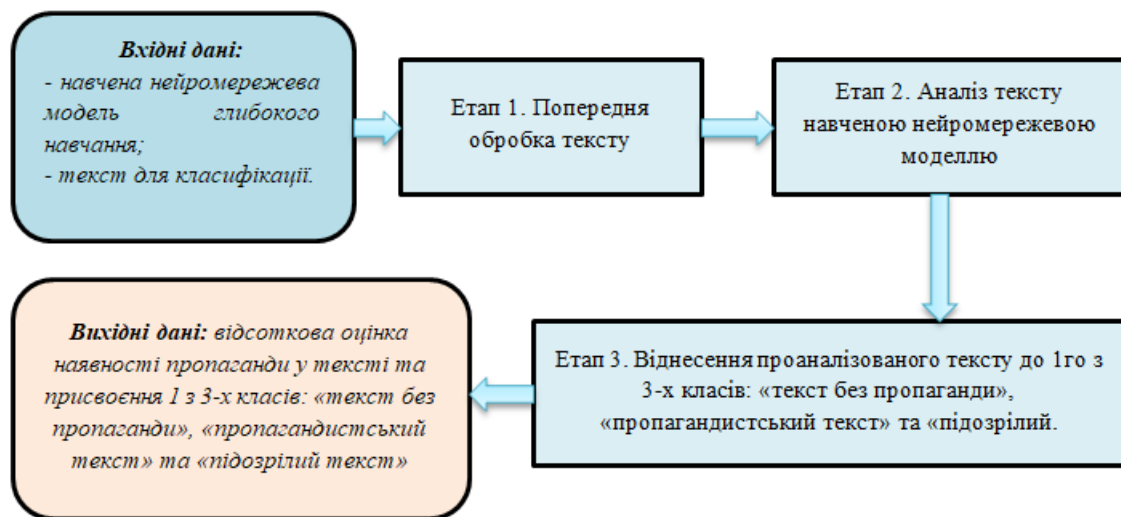 Вхідні дані:
- навчена нейромережева
модель глибокого
навчання;
- текст для класифікації.
Етап 1. Попередня
обробка тексту
Етап 2. Аналіз тексту
навченою нейромережевою
моделлю
Етап 3. Віднесення проаналізованого тексту до 1го з
3-х класів: «текст без пропаганди»,
«пропагандистський текст» та «підозрілий.
Вихідні дані: відсоткова оцінка
наявності пропаганди у тексті та
присвоєння 1 з 3-х класів: «текст без
пропаганди», «пропагандистський
текст» та «підозрілий текст»